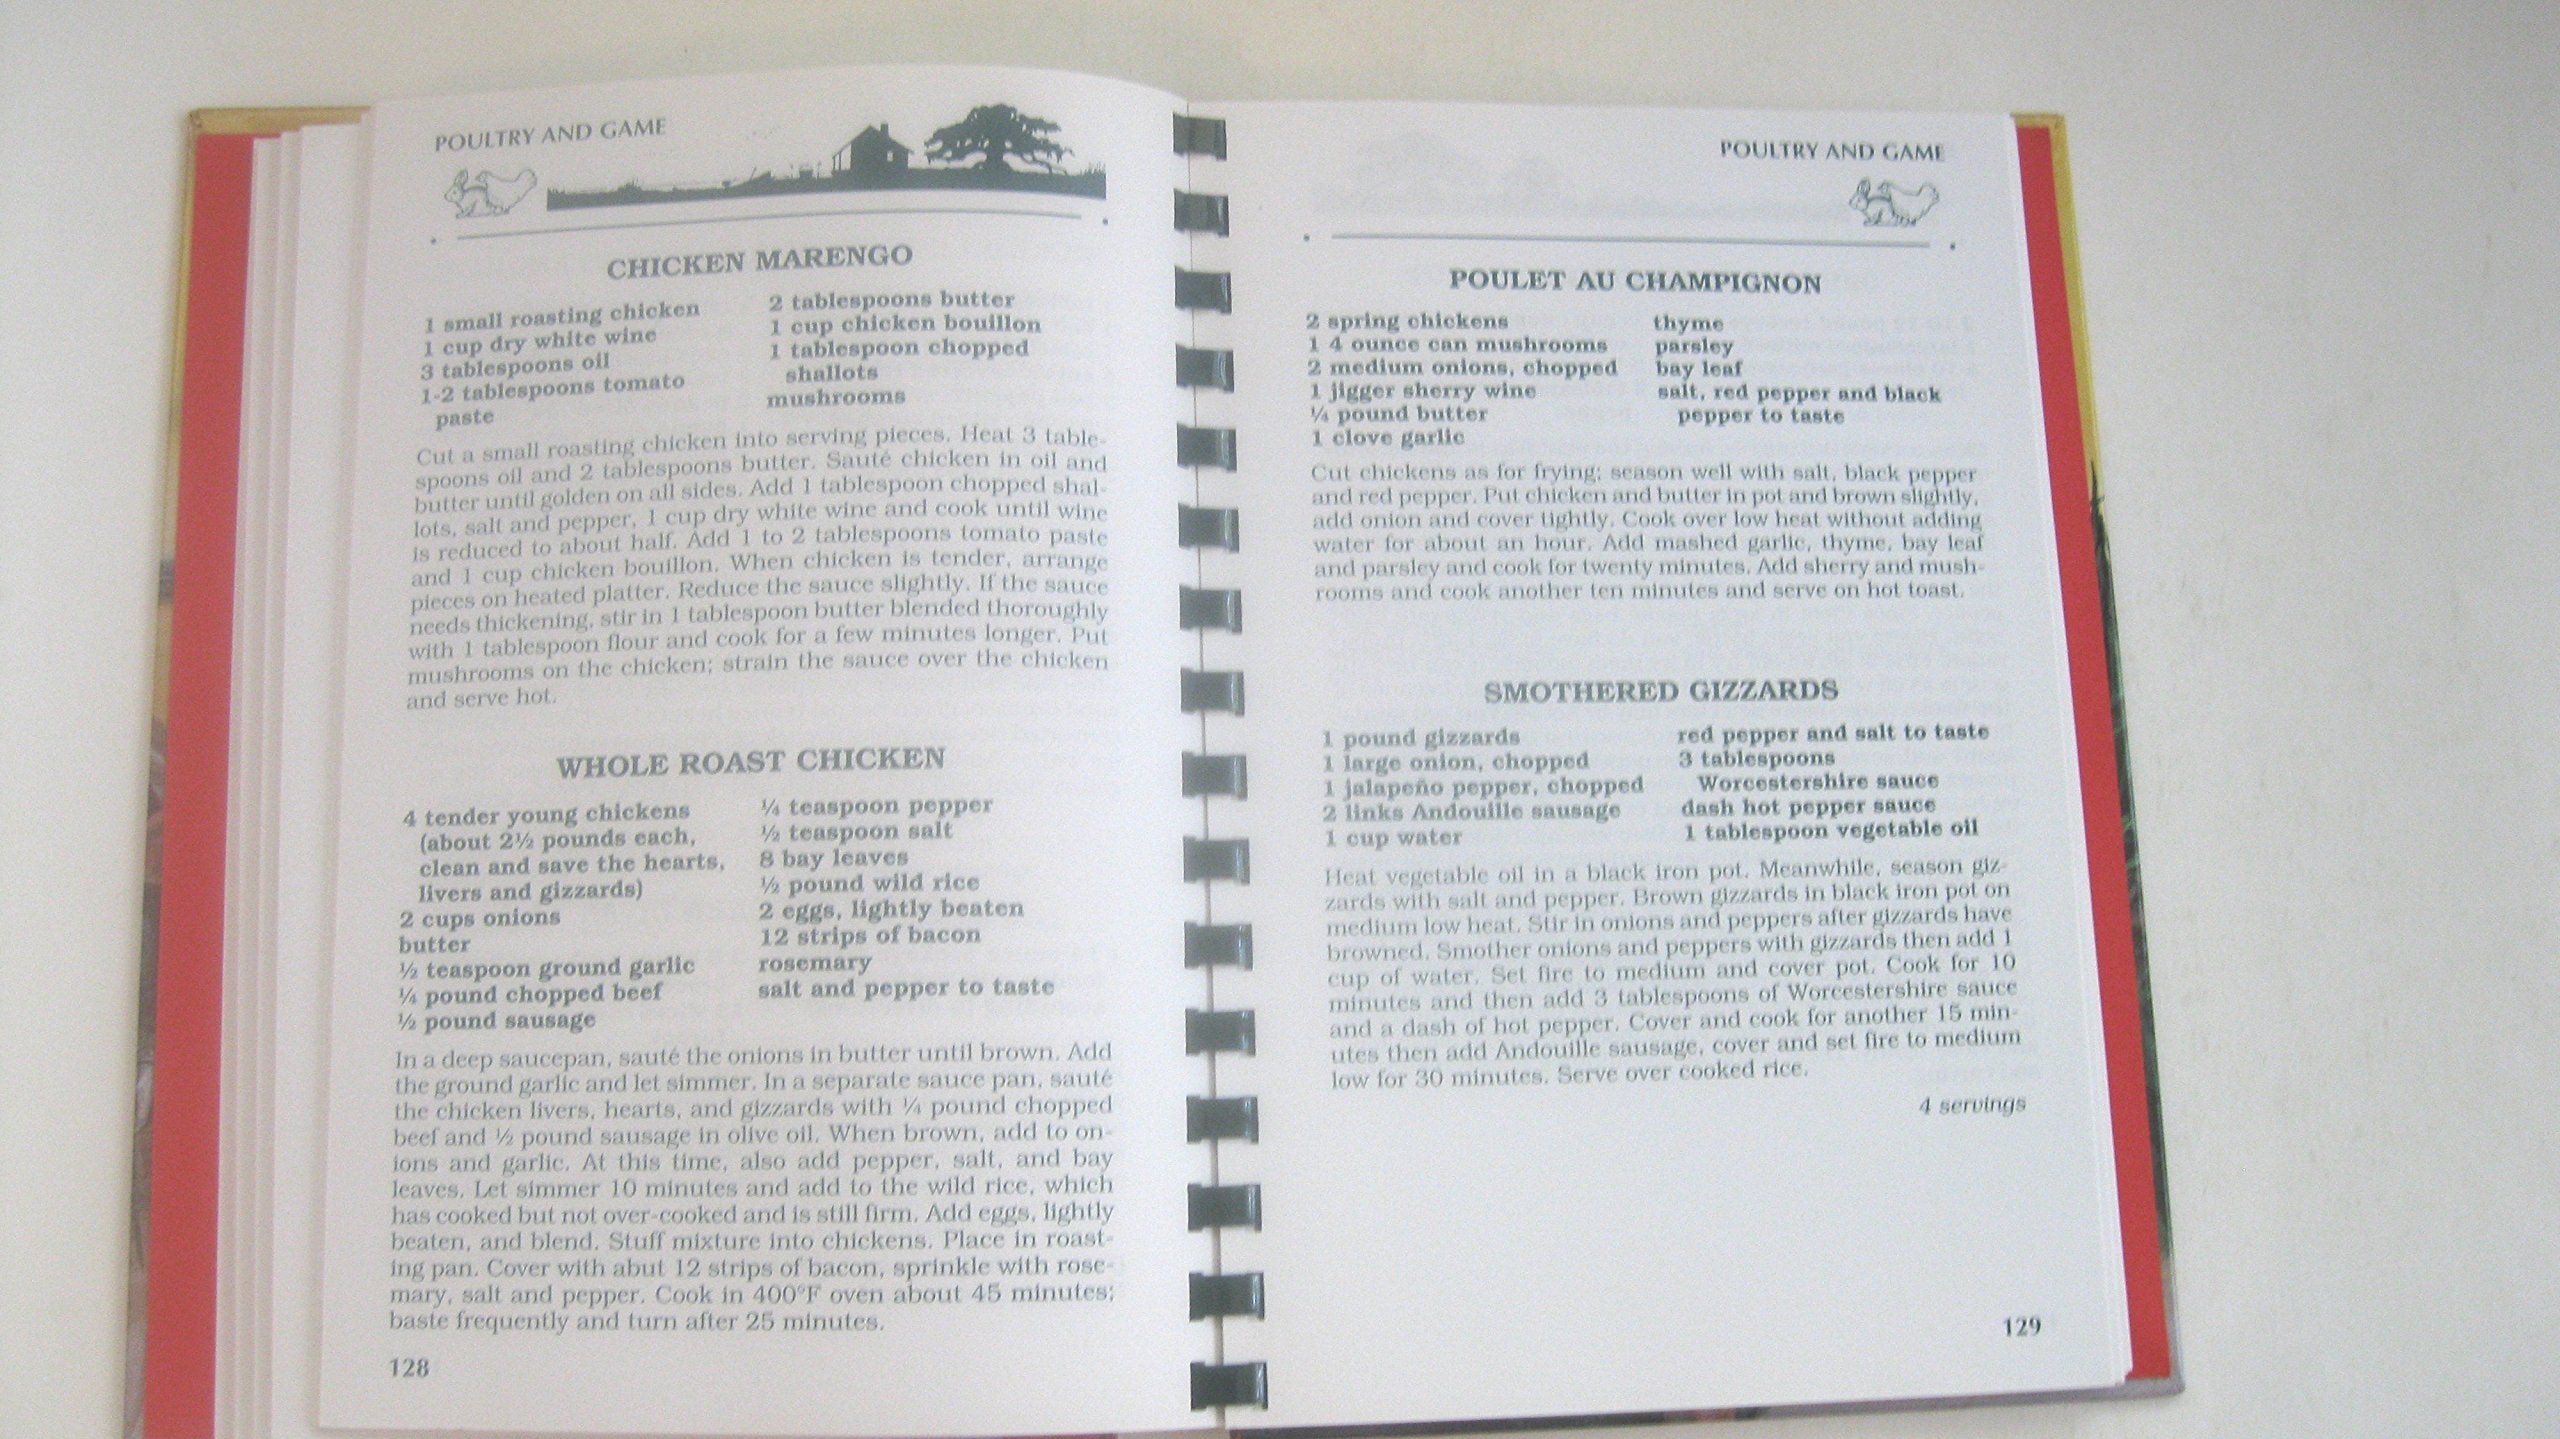 POULTRY AND GAME
CHICKEN MARENGO
1 small roasting chicken
1 cup dry white wine
3 tablespoons oil
1-2 tablespoons tomato
paste
2 tablespoons butter
1 cup chicken bouillon
1 tablespoon chopped
shallots
mushrooms
Cut a small roasting chicken into serving pieces. Heat 3 table-
spoons oil and 2 tablespoons butter. Sauté chicken in oil and
butter until golden on all sides. Add 1 tablespoon chopped shal-
lots, salt and pepper, 1 cup dry white wine and cook until wine
is reduced to about half. Add 1 to 2 tablespoons tomato paste
and 1 cup chicken bouillon. When chicken is tender, arrange
pieces on heated platter. Reduce the sauce slightly. If the sauce
needs thickening, stir in 1 tablespoon butter blended thoroughly
with 1 tablespoon flour and cook for a few minutes longer. Put
mushrooms on the chicken; strain the sauce over the chicken
and serve hot.
WHOLE ROAST CHICKEN
4 tender young chickens
(about 2½ pounds each,
clean and save the hearts,
livers and gizzards)
2 cups onions
butter
½ teaspoon ground garlic
¼ pound chopped beef
½ pound sausage
¼ teaspoon pepper
½ teaspoon salt
8 bay leaves
½ pound wild rice
2 eggs, lightly beaten
12 strips of bacon
rosemary
salt and pepper to taste
In a deep saucepan, sauté the onions in butter until brown. Add
the ground garlic and let simmer. In a separate sauce pan, sauté
the chicken livers, hearts, and gizzards with ¼ pound chopped
beef and ½ pound sausage in olive oil. When brown, add to on-
ions and garlic. At this time, also add pepper, salt, and bay
leaves. Let simmer 10 minutes and add to the wild rice, which
has cooked but not over-cooked and is still firm. Add eggs, lightly
beaten, and blend. Stuff mixture into chickens. Place in roast-
ing pan. Cover with abut 12 strips of bacon, sprinkle with rose-
mary, salt and pepper. Cook in 400°F oven about 45 minutes;
baste frequently and turn after 25 minutes.
128
POULTRY AND GAME
POULET AU CHAMPIGNON
2 spring chickens
1 4 ounce can mushrooms
2 medium onions, chopped
1 jigger sherry wine
¼ pound butter
1 clove garlic
thyme
parsley
bay leaf
salt, red pepper and black
pepper to taste
Cut chickens as for frying; season well with salt, black pepper
and red pepper. Put chicken and butter in pot and brown slightly,
add onion and cover tightly. Cook over low heat without adding
water for about an hour. Add mashed garlic, thyme, bay leaf
and parsley and cook for twenty minutes. Add sherry and mush-
rooms and cook another ten minutes and serve on hot toast.
SMOTHERED GIZZARDS
1 pound gizzards
1 large onion, chopped
1 jalapeño pepper, chopped
2 links Andouille sausage
1 cup water
red pepper and salt to taste
3 tablespoons
Worcestershire sauce
dash hot pepper sauce
1 tablespoon vegetable oil
Heat vegetable oil in a black iron pot. Meanwhile, season giz-
zards with salt and pepper. Brown gizzards in black iron pot on
medium low heat. Stir in onions and peppers after gizzards have
browned. Smother onions and peppers with gizzards then add 1
cup of water. Set fire to medium and cover pot. Cook for 10
minutes and then add 3 tablespoons of Worcestershire sauce
and a dash of hot pepper. Cover and cook for another 15 min-
utes then add Andouille sausage, cover and set fire to medium
low for 30 minutes. Serve over cooked rice.
4 servings
129